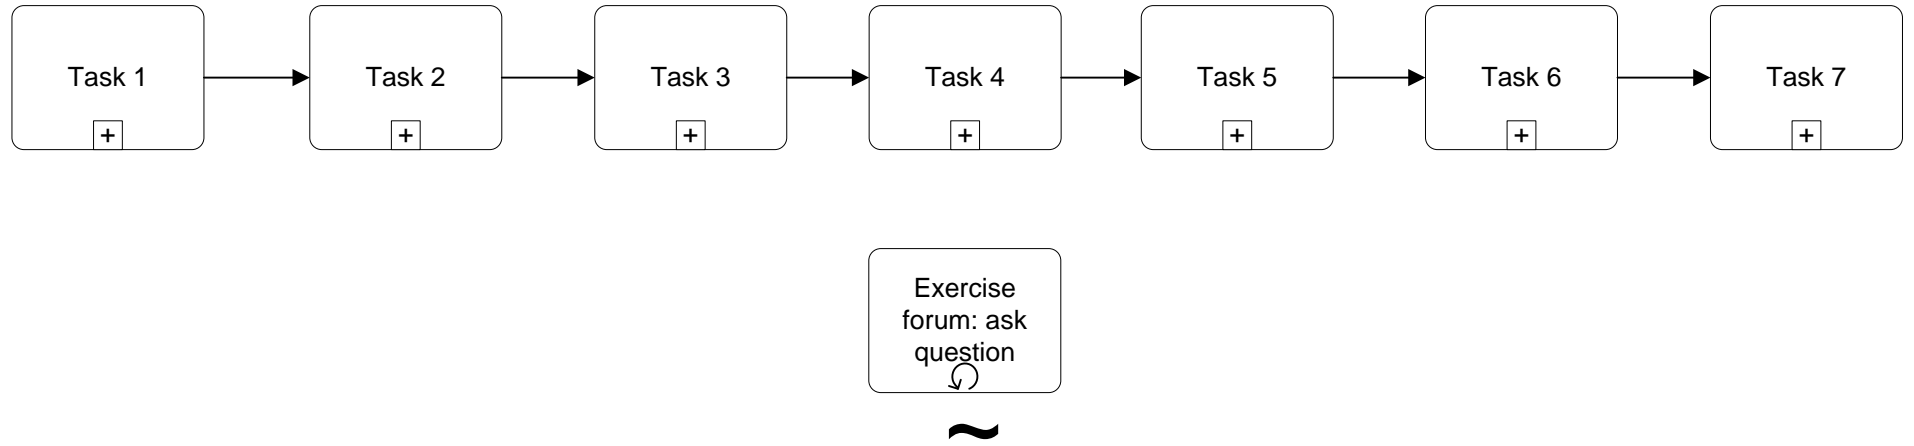 Task 1
Task 2
Task 3
Task 4
Task 5
Task 6
Task 7
+
+
+
+
+
+
+
Exercise
forum: ask
question
~